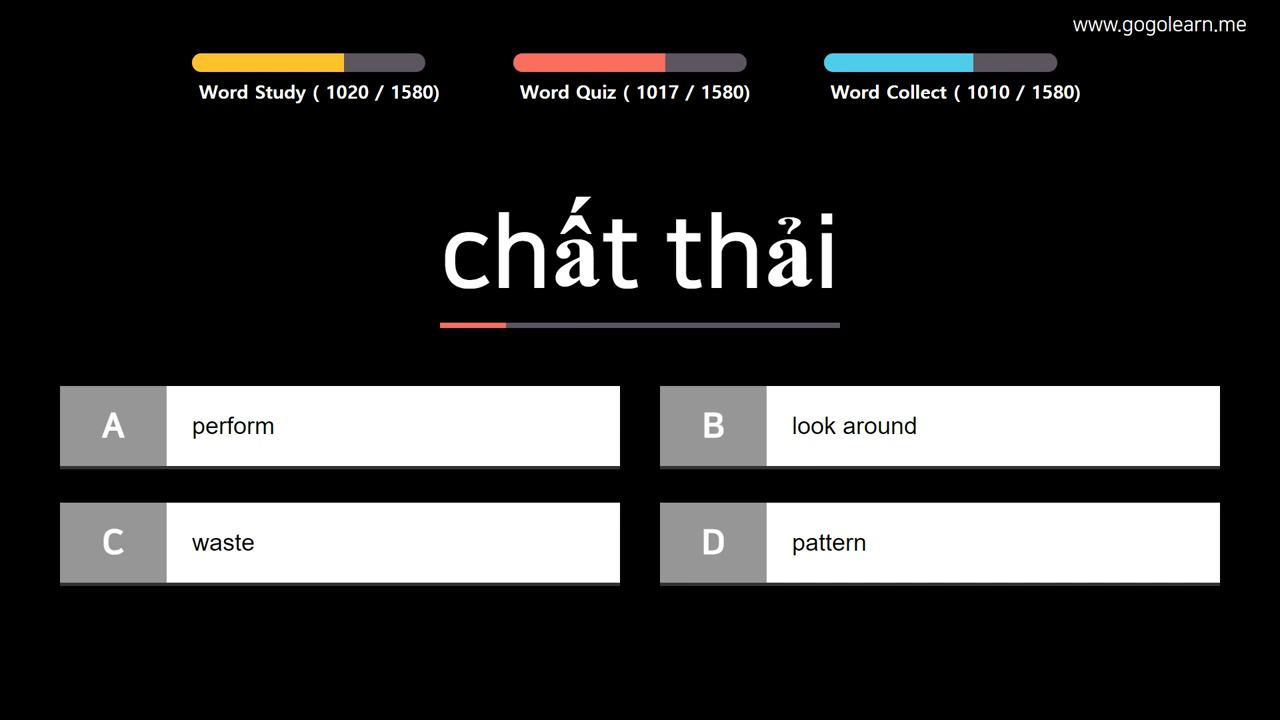 www.gogolearn.me
Word Study ( 1020 / 1580)
Word Quiz ( 1017 / 1580)
Word Collect ( 1010 / 1580)
chất thải
A perform
B look around
C waste
D pattern